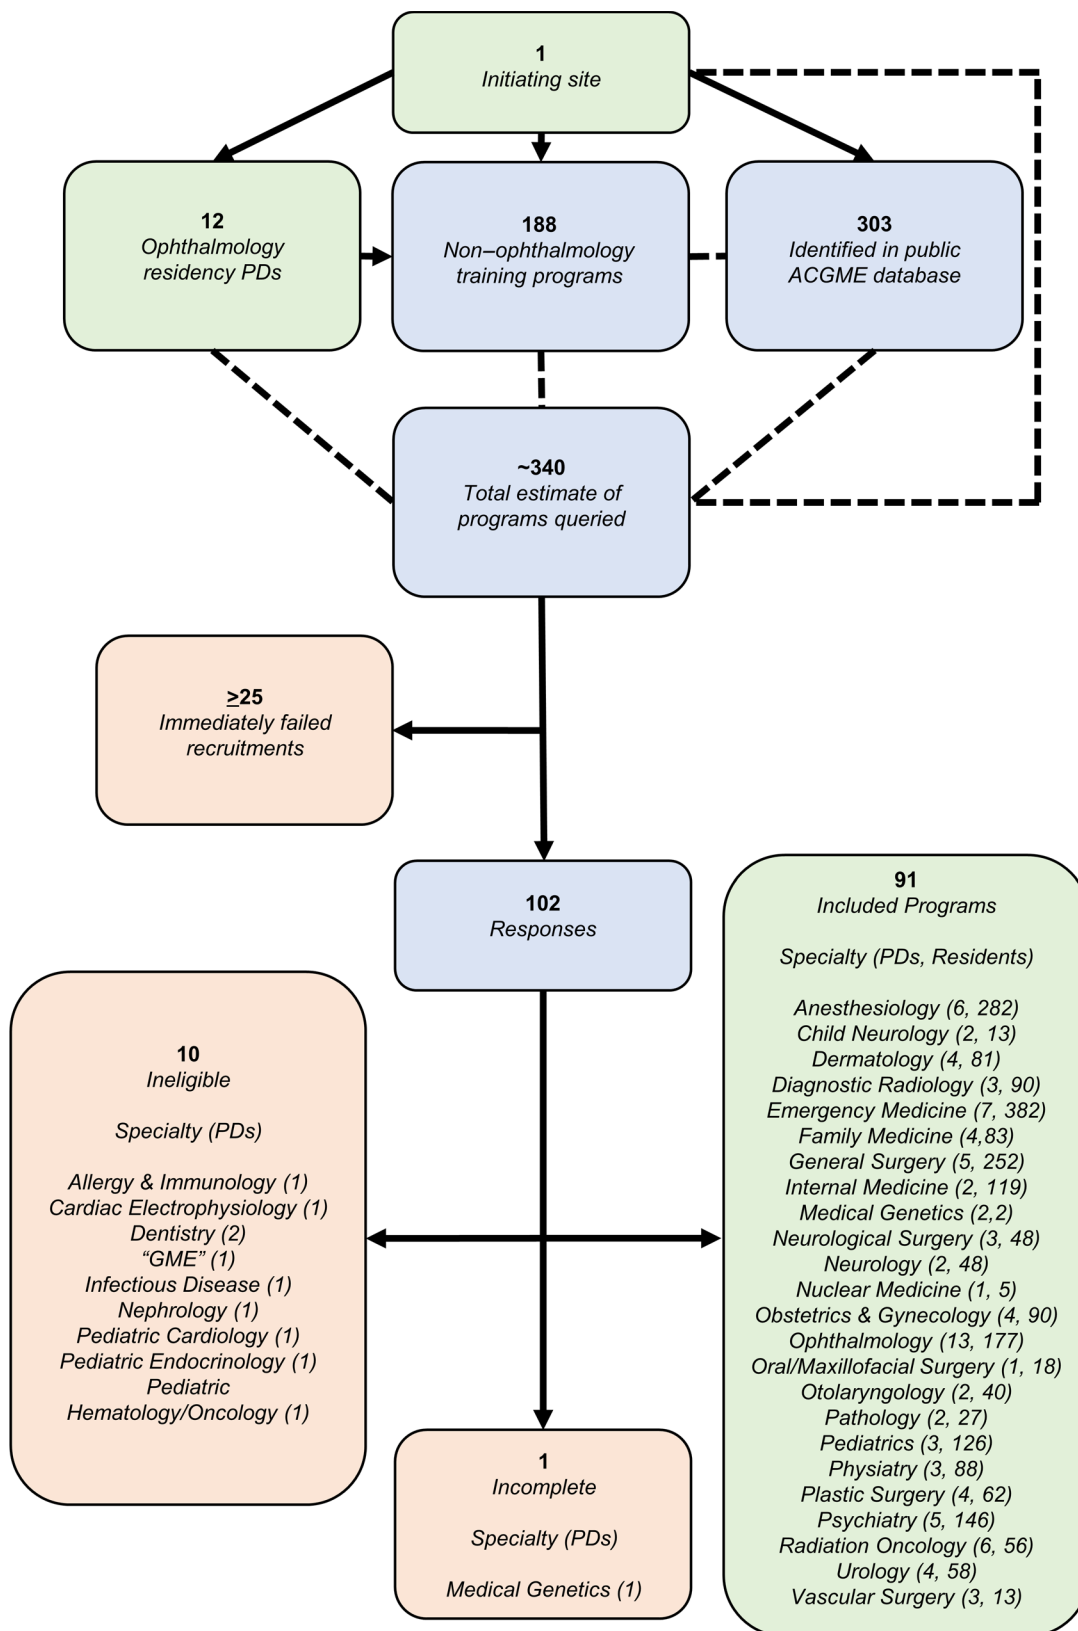 1
Initiating site
12
Ophthalmology
residency PDs
188
Non–ophthalmology
training programs
303
Identified in public
ACGME database
~340
Total estimate of
programs queried
≥25
Immediately failed
recruitments
102
Responses
91
Included Programs
Specialty (PDs, Residents)
Anesthesiology (6, 282)
Child Neurology (2, 13)
Dermatology (4, 81)
Diagnostic Radiology (3, 90)
Emergency Medicine (7, 382)
Family Medicine (4,83)
General Surgery (5, 252)
Internal Medicine (2, 119)
Medical Genetics (2,2)
Neurological Surgery (3, 48)
Neurology (2, 48)
Nuclear Medicine (1, 5)
Obstetrics & Gynecology (4, 90)
Ophthalmology (13, 177)
Oral/Maxillofacial Surgery (1, 18)
Otolaryngology (2, 40)
Pathology (2, 27)
Pediatrics (3, 126)
Physiatry (3, 88)
Plastic Surgery (4, 62)
Psychiatry (5, 146)
Radiation Oncology (6, 56)
Urology (4, 58)
Vascular Surgery (3, 13)
10
Ineligible
Specialty (PDs)
Allergy & Immunology (1)
Cardiac Electrophysiology (1)
Dentistry (2)
“GME” (1)
Infectious Disease (1)
Nephrology (1)
Pediatric Cardiology (1)
Pediatric Endocrinology (1)
Pediatric
Hematology/Oncology (1)
1
Incomplete
Specialty (PDs)
Medical Genetics (1)